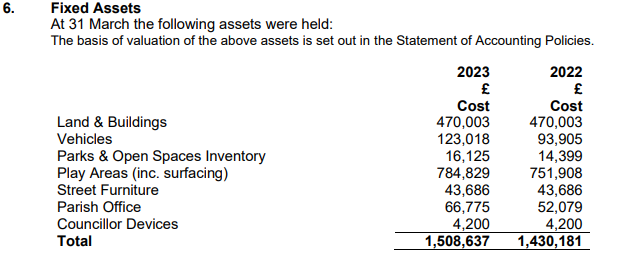 6. Fixed Assets
At 31 March the following assets were held:
The basis of valuation of the above assets is set out in the Statement of Accounting Policies.
2023 2022
£ £
Cost Cost
Land & Buildings 470,003 470,003
Vehicles 123,018 93,905
Parks & Open Spaces Inventory 16,125 14,399
Play Areas (inc. surfacing) 784,829 751,908
Street Furniture 43,686 43,686
Parish Office 66,775 52,079
Councillor Devices 4,200 4,200
Total 1,508,637 1,430,181